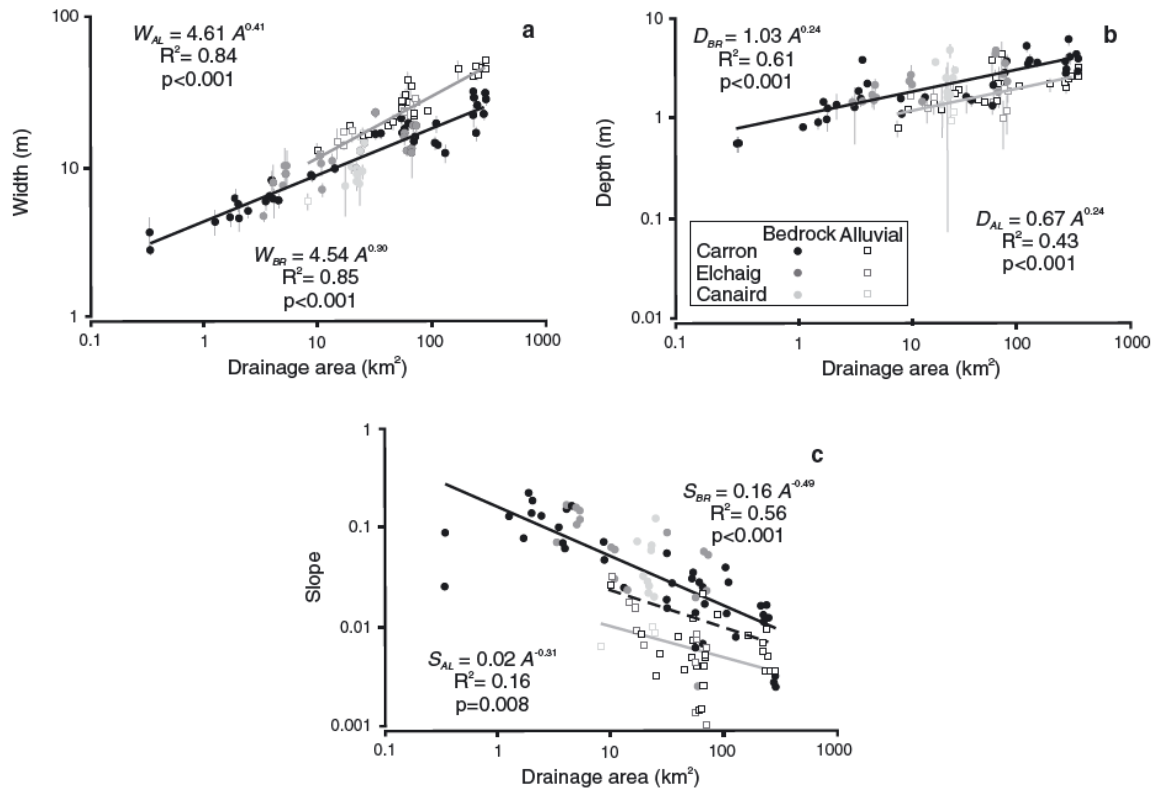 a
W_AL = 4.61 A^0.41
R² = 0.84
p<0.001
W_BR = 4.54 A^0.30
R² = 0.85
p<0.001
100
10
1
Width (m)
0.1 1 10 100 1000
Drainage area (km²)
b
D_BR = 1.03 A^0.24
R² = 0.61
p<0.001
Bedrock Alluvial
Carron
Elchaig
Canaird
D_AL = 0.67 A^0.24
R² = 0.43
p<0.001
10
1
0.1
0.01
Depth (m)
0.1 1 10 100 1000
Drainage area (km²)
c
S_BR = 0.16 A^-0.49
R² = 0.56
p<0.001
S_AL = 0.02 A^-0.31
R² = 0.16
p=0.008
1
0.1
0.01
0.001
Slope
0.1 1 10 100 1000
Drainage area (km²)